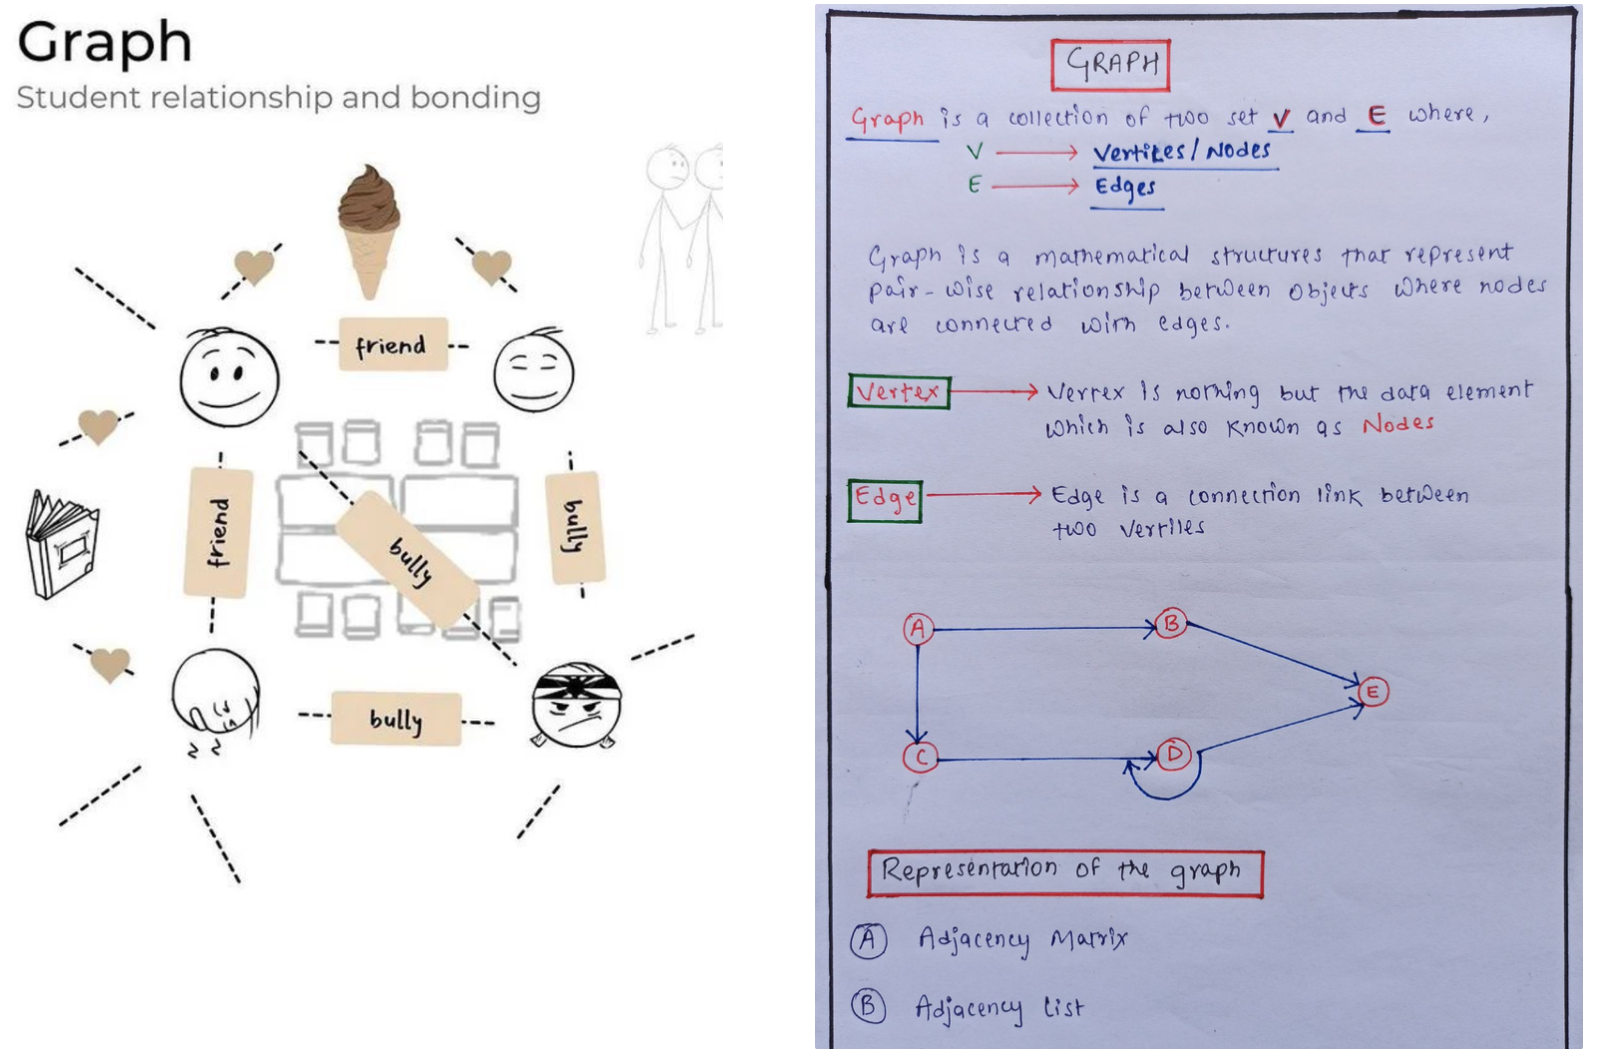 Graph
Student relationship and bonding
friend
friend
bully
bully
bully
GRAPH
Graph is a collection of two set V and E where,
V → Vertices/Nodes
E → Edges
Graph is a mathematical structures that represent
pair-wise relationship between objects where nodes
are connected with edges.
Vertex → Vertex is nothing but the data element
which is also known as Nodes
Edge → Edge is a connection link between
two vertices
A
B
E
C
D
Representation of the graph
A Adjacency Matrix
B Adjacency list